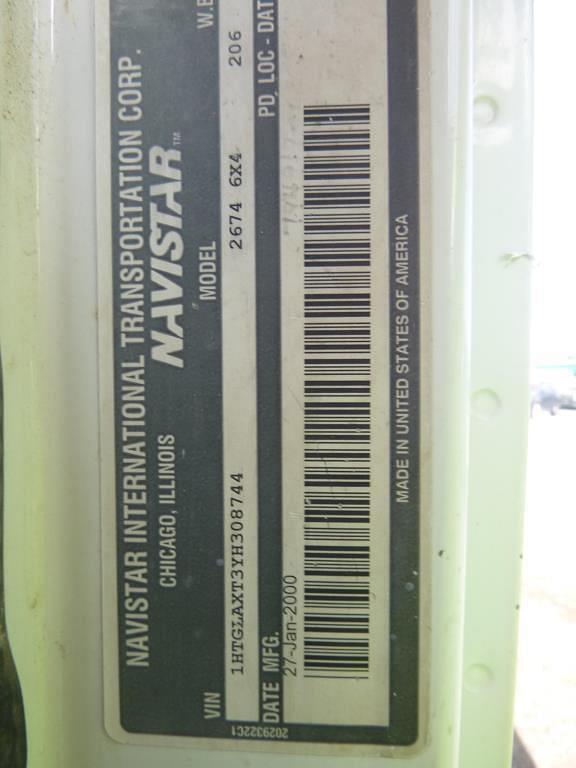 NAVISTAR INTERNATIONAL TRANSPORTATION CORP.
CHICAGO, ILLINOIS NAVISTAR™
VIN MODEL W.B
1HTGLAXT3YH308744 2674 6X4 206
DATE MFG. PD LOC - DAT
27-Jan-2000
MADE IN UNITED STATES OF AMERICA
2029322C1